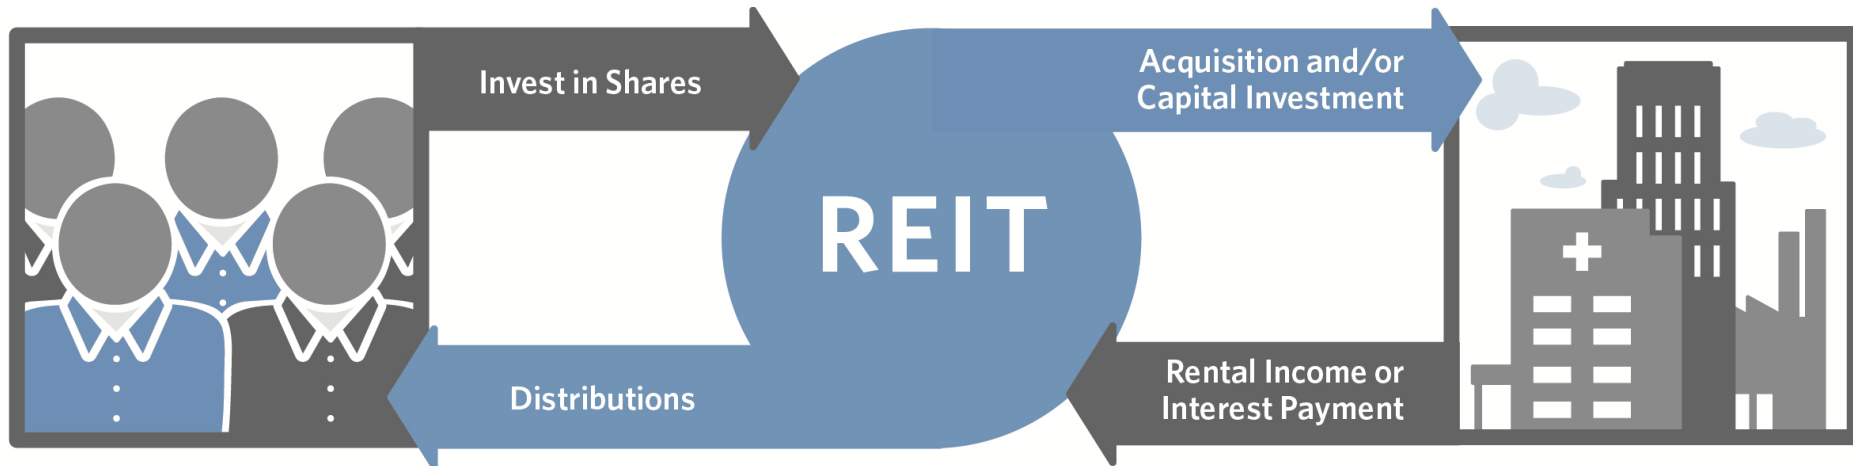 Invest in Shares
Acquisition and/or
Capital Investment
REIT
Distributions
Rental Income or
Interest Payment